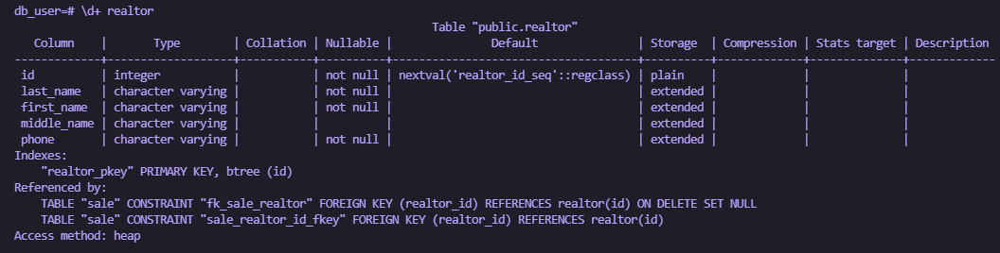 db_user=# \d+ realtor
Table "public.realtor"
Column | Type | Collation | Nullable | Default | Storage | Compression | Stats target | Description
-------------+-------------------+-----------+----------+-------------------------------------+----------+-------------+--------------+-------------
id | integer | | not null | nextval('realtor_id_seq'::regclass) | plain | | |
last_name | character varying | | not null | | extended | | |
first_name | character varying | | not null | | extended | | |
middle_name | character varying | | | | extended | | |
phone | character varying | | not null | | extended | | |
Indexes:
"realtor_pkey" PRIMARY KEY, btree (id)
Referenced by:
TABLE "sale" CONSTRAINT "fk_sale_realtor" FOREIGN KEY (realtor_id) REFERENCES realtor(id) ON DELETE SET NULL
TABLE "sale" CONSTRAINT "sale_realtor_id_fkey" FOREIGN KEY (realtor_id) REFERENCES realtor(id)
Access method: heap